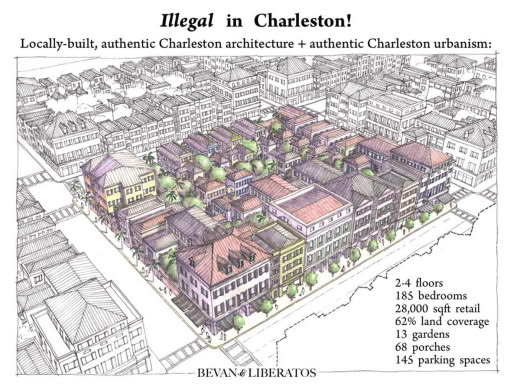 Illegal in Charleston!
Locally-built, authentic Charleston architecture + authentic Charleston urbanism:
2-4 floors
185 bedrooms
28,000 sqft retail
62% land coverage
13 gardens
68 porches
145 parking spaces
BEVAN & LIBERATOS